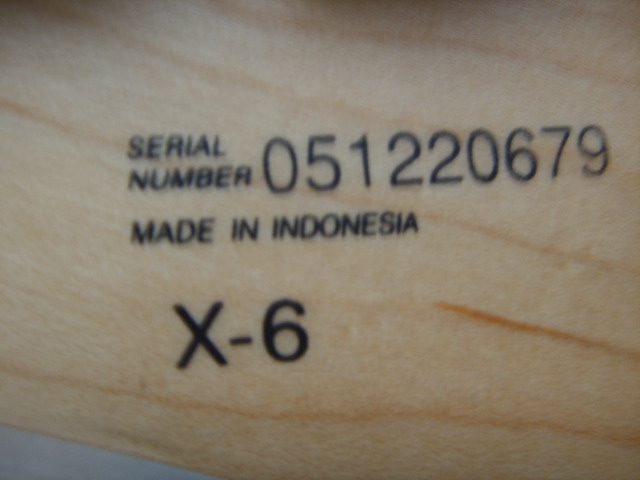 SERIAL
NUMBER 051220679
MADE IN INDONESIA
X-6